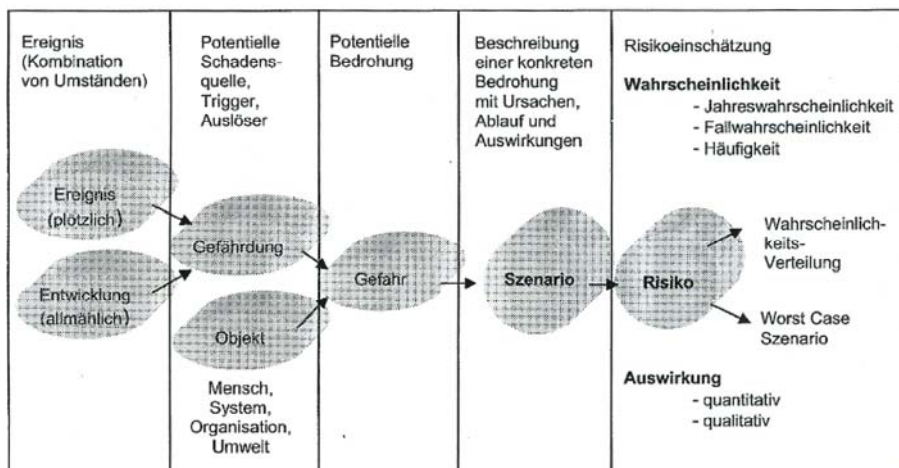 Ereignis
(Kombination
von Umständen)
Ereignis
(plötzlich)
Entwicklung
(allmählich)
Potentielle
Schadens-
quelle,
Trigger,
Auslöser
Gefährdung
Objekt
Mensch,
System,
Organisation,
Umwelt
Potentielle
Bedrohung
Gefahr
Beschreibung
einer konkreten
Bedrohung
mit Ursachen,
Ablauf und
Auswirkungen
Szenario
Risikoeinschätzung
Wahrscheinlichkeit
- Jahreswahrscheinlichkeit
- Fallwahrscheinlichkeit
- Häufigkeit
Risiko
Wahrscheinlich-
keits-
Verteilung
Worst Case
Szenario
Auswirkung
- quantitativ
- qualitativ